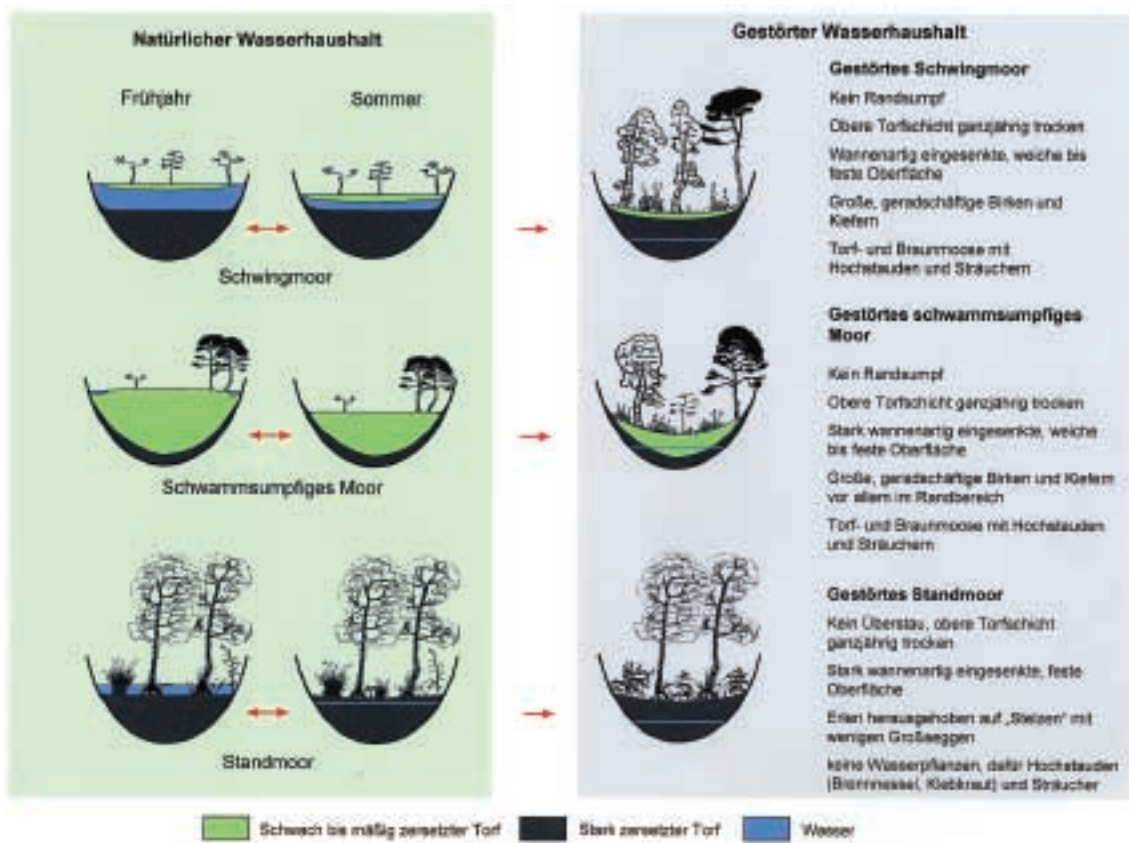 Natürlicher Wasserhaushalt
Frühjahr
Sommer
Schwingmoor
Schwammsumpfiges Moor
Standmoor
Gestörter Wasserhaushalt
Gestörtes Schwingmoor
Kein Randsumpf
Obere Torfschicht ganzjährig trocken
Wannenartig eingesenkte, weiche bis
feste Oberfläche
Große, geradschäftige Birken und
Kiefern
Torf- und Braunmoose mit
Hochstauden und Sträuchern
Gestörtes schwammsumpfiges
Moor
Kein Randsumpf
Obere Torfschicht ganzjährig trocken
Stark wannenartig eingesenkte, weiche
bis feste Oberfläche
Große, geradschäftige Birken und Kiefern
vor allem im Randbereich
Torf- und Braunmoose mit Hochstauden
und Sträuchern
Gestörtes Standmoor
Kein Überstau, obere Torfschicht
ganzjährig trocken
Stark wannenartig eingesenkte, feste
Oberfläche
Erlen herausgehoben auf „Stelzen“ mit
wenigen Großseggen
keine Wasserpflanzen, dafür Hochstauden
(Brennnessel, Klebkraut) und Sträucher
Schwach bis mäßig zersetzter Torf
Stark zersetzter Torf
Wasser